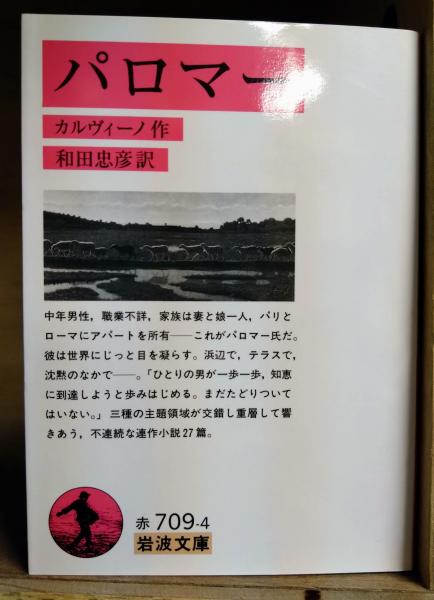 パロマー
カルヴィーノ作
和田忠彦訳
中年男性，職業不詳，家族は妻と娘一人，パリと
ローマにアパートを所有──これがパロマー氏だ。
彼は世界にじっと目を凝らす。浜辺で，テラスで，
沈黙のなかで──。「ひとりの男が一歩一歩，知恵
に到達しようと歩みはじめる。まだたどりついて
はいない。」三種の主題領域が交錯し重層して響
きあう，不連続な連作小説27篇。
赤 709-4
岩波文庫